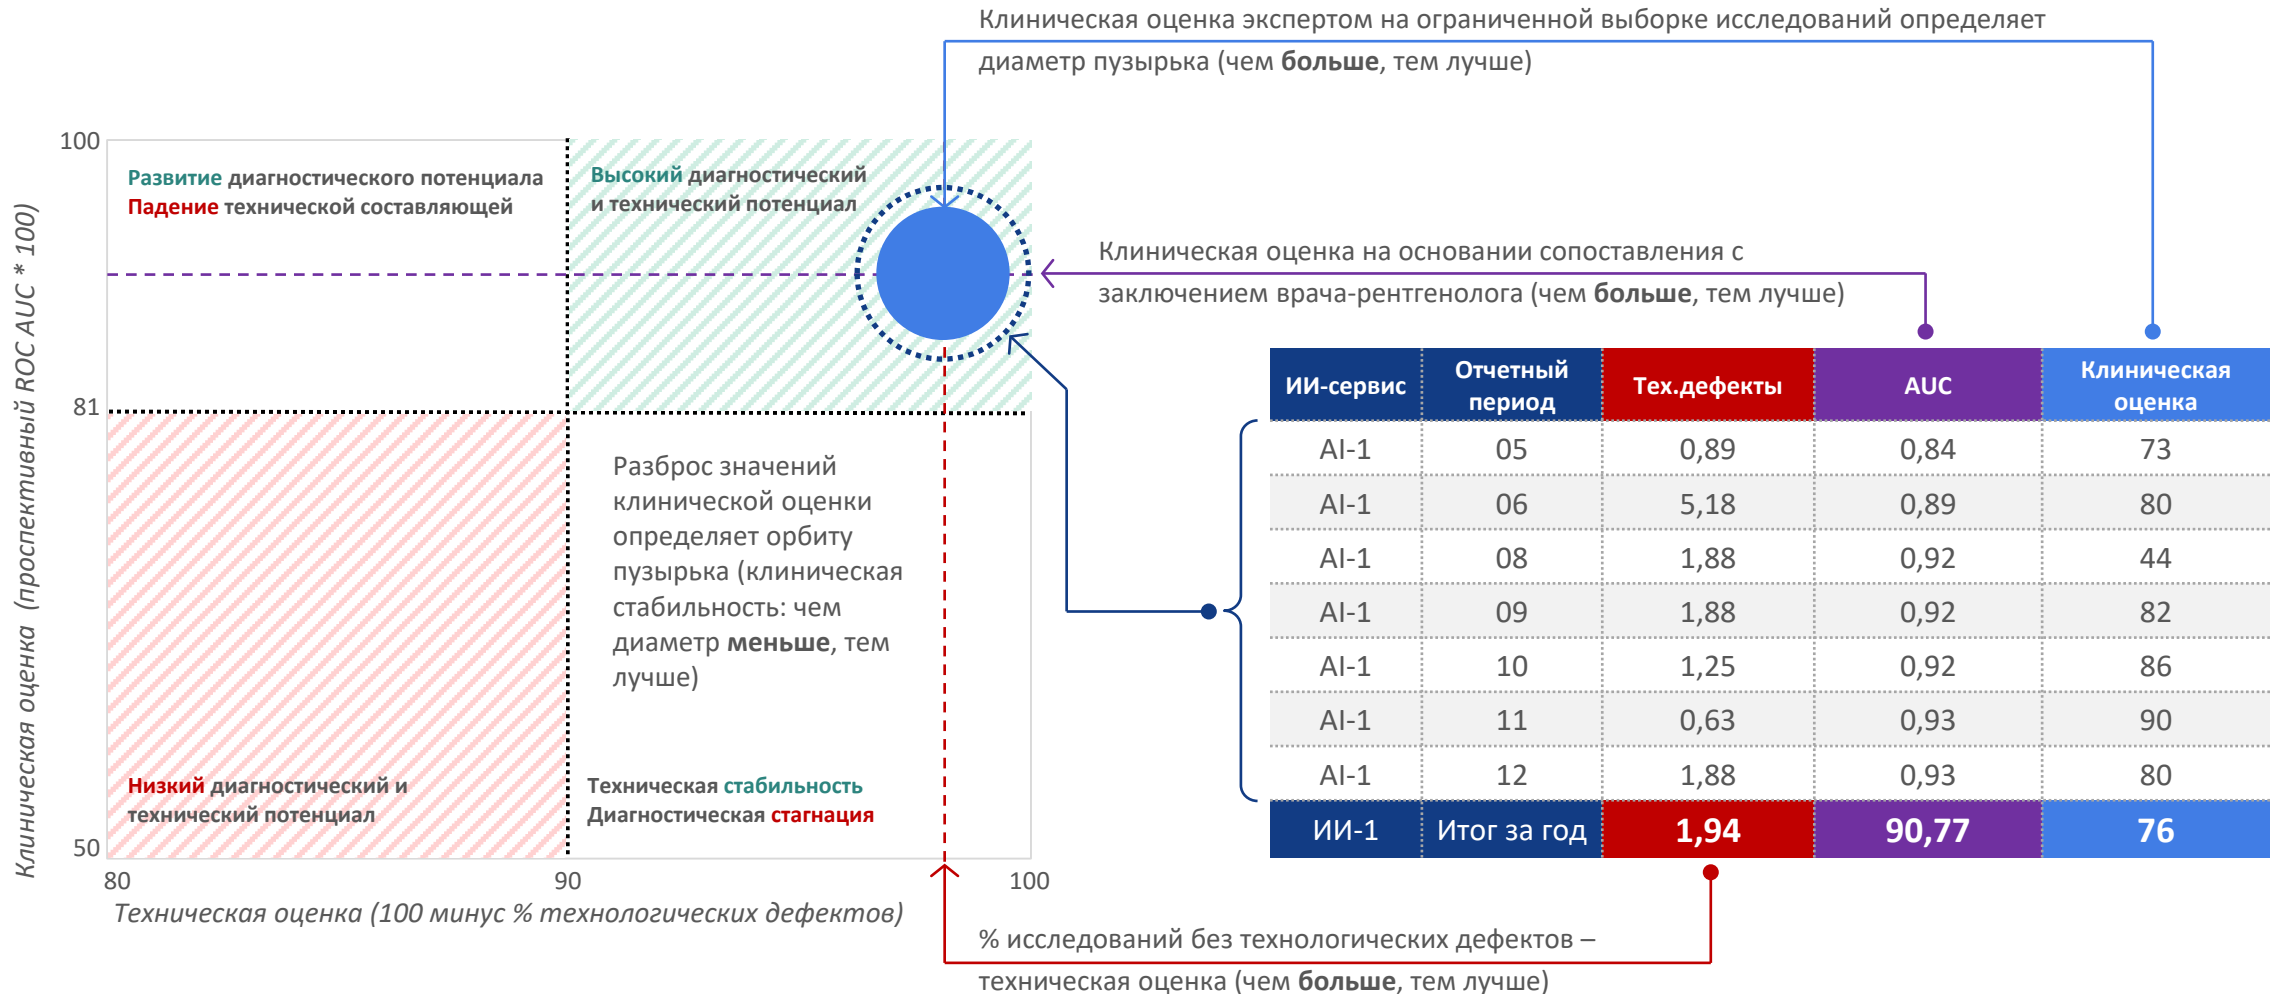 Клиническая оценка экспертом на ограниченной выборке исследований определяет
диаметр пузырька (чем больше, тем лучше)
Клиническая оценка (проспективный ROC AUC * 100)
100
81
50
Развитие диагностического потенциала
Падение технической составляющей
Высокий диагностический
и технический потенциал
Клиническая оценка на основании сопоставления с
заключением врача-рентгенолога (чем больше, тем лучше)
Разброс значений
клинической оценки
определяет орбиту
пузырька (клиническая
стабильность: чем
диаметр меньше, тем
лучше)
Низкий диагностический и
технический потенциал
Техническая стабильность
Диагностическая стагнация
80 90 100
Техническая оценка (100 минус % технологических дефектов)
ИИ-сервис Отчетный период Тех.дефекты AUC Клиническая оценка
AI-1 05 0,89 0,84 73
AI-1 06 5,18 0,89 80
AI-1 08 1,88 0,92 44
AI-1 09 1,88 0,92 82
AI-1 10 1,25 0,92 86
AI-1 11 0,63 0,93 90
AI-1 12 1,88 0,93 80
ИИ-1 Итог за год 1,94 90,77 76
% исследований без технологических дефектов –
техническая оценка (чем больше, тем лучше)